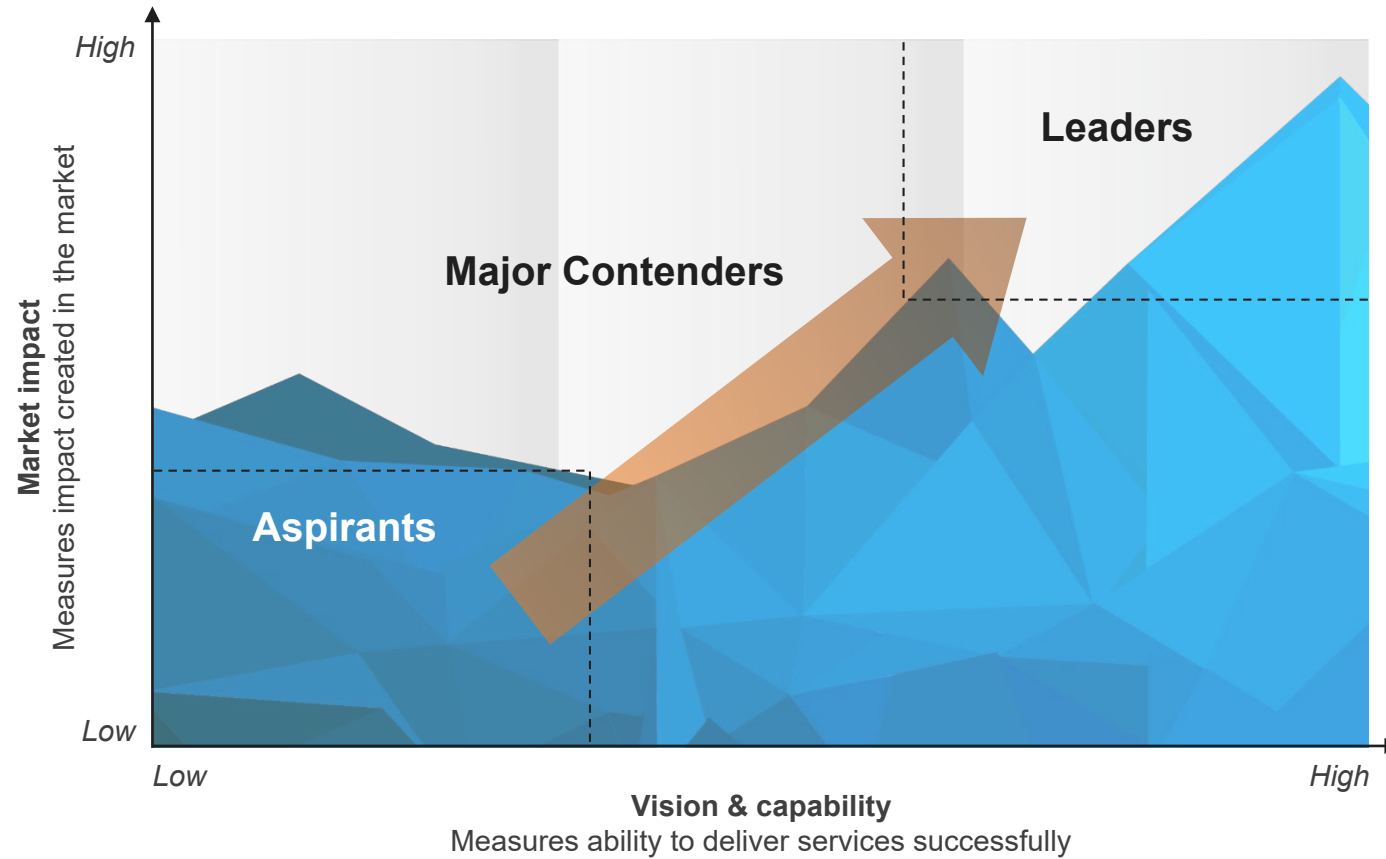 High
Leaders
Major Contenders
Market impact
Measures impact created in the market
Aspirants
Low
Low
High
Vision & capability
Measures ability to deliver services successfully